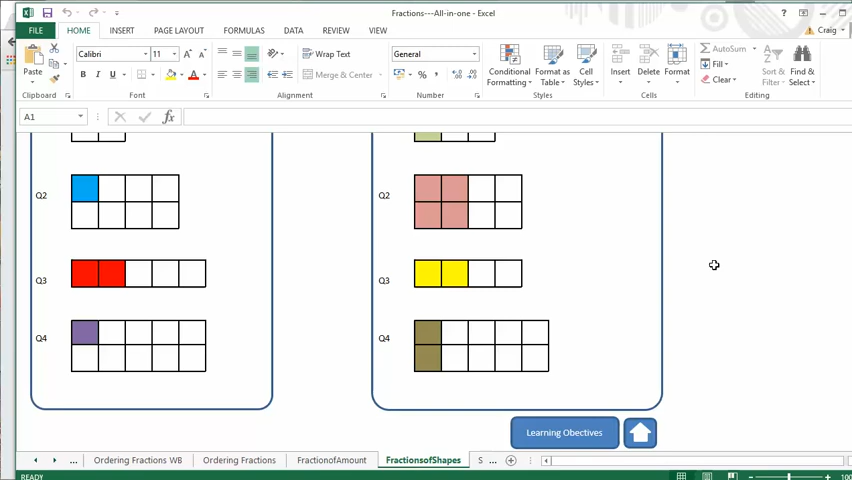 Fractions---All-in-one - Excel
FILE HOME INSERT PAGE LAYOUT FORMULAS DATA REVIEW VIEW Craig
Calibri 11 A A Wrap Text General AutoSum
Paste B I U A Merge & Center $ % , Conditional Formatting Format as Table Cell Styles Insert Delete Format Fill Clear Sort & Filter Find & Select
Clipboard Font Alignment Number Styles Cells Editing
A1 fx
Q2 Q2
Q3 Q3
Q4 Q4
Learning Obectives
... Ordering Fractions WB Ordering Fractions FractionofAmount FractionsofShapes S ...
READY 100